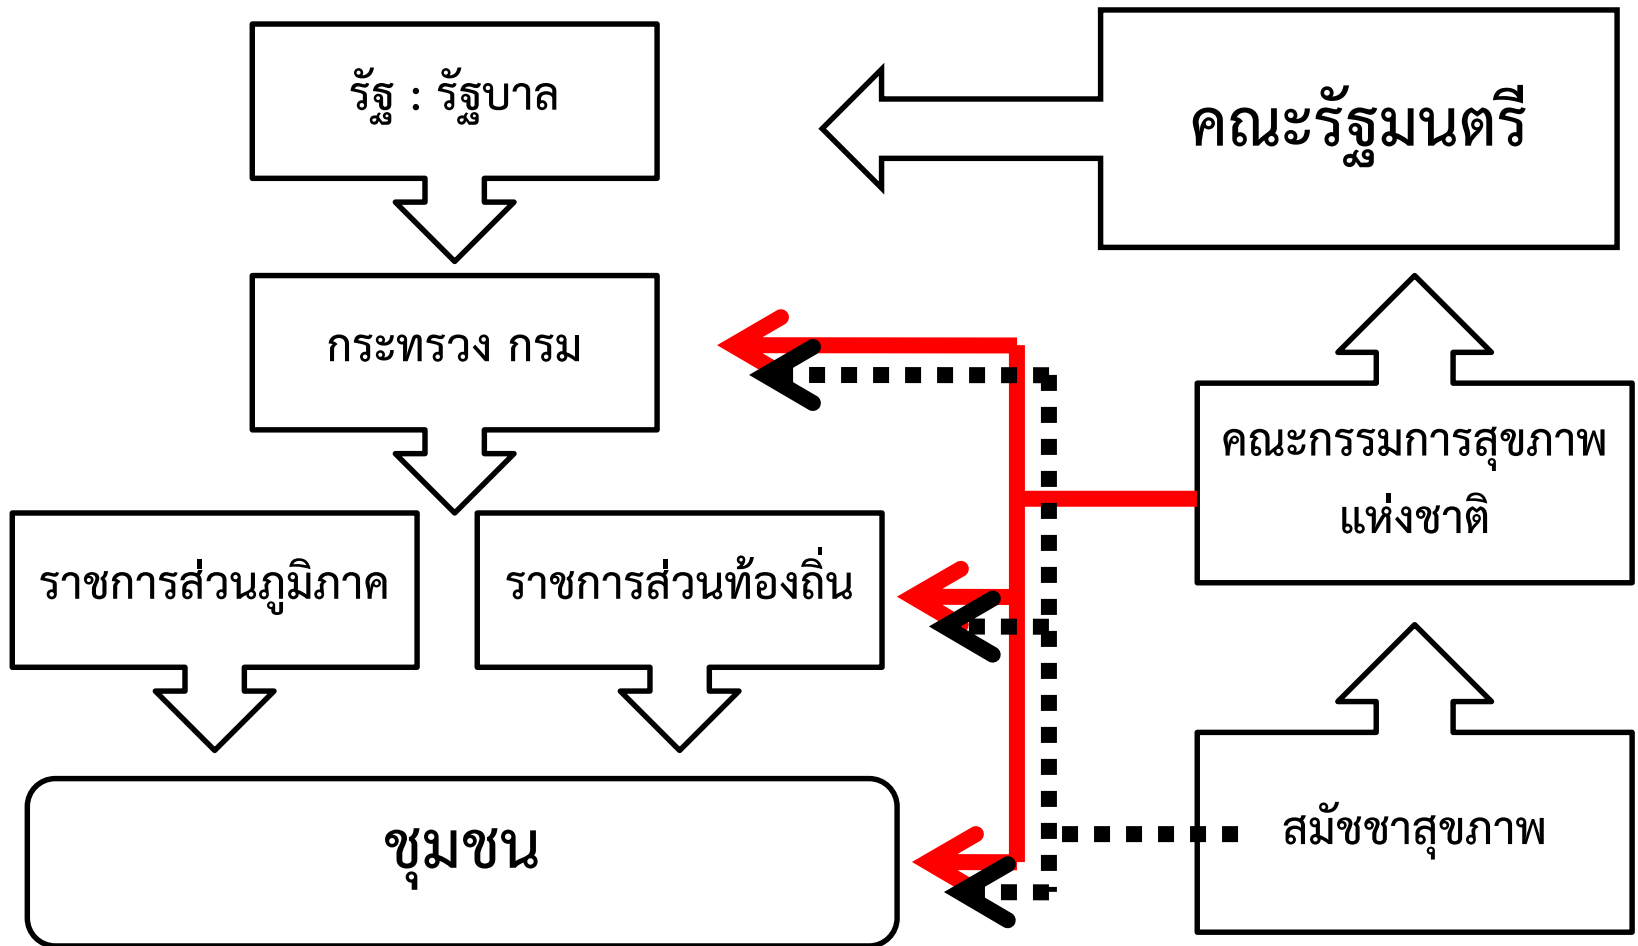 รัฐ : รัฐบาล
คณะรัฐมนตรี
กระทรวง กรม
คณะกรรมการสุขภาพ
แห่งชาติ
ราชการส่วนภูมิภาค
ราชการส่วนท้องถิ่น
ชุมชน
สมัชชาสุขภาพ